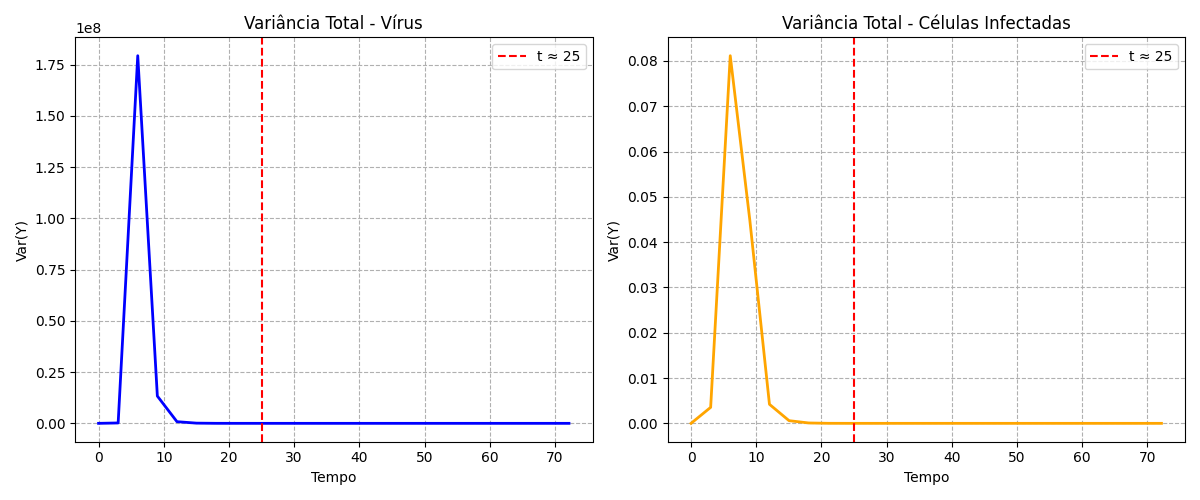 Variância Total - Vírus
1e8
1.75
1.50
1.25
1.00
0.75
0.50
0.25
0.00
Var(Y)
0 10 20 30 40 50 60 70
Tempo
t ≈ 25
Variância Total - Células Infectadas
0.08
0.07
0.06
0.05
0.04
0.03
0.02
0.01
0.00
Var(Y)
0 10 20 30 40 50 60 70
Tempo
t ≈ 25